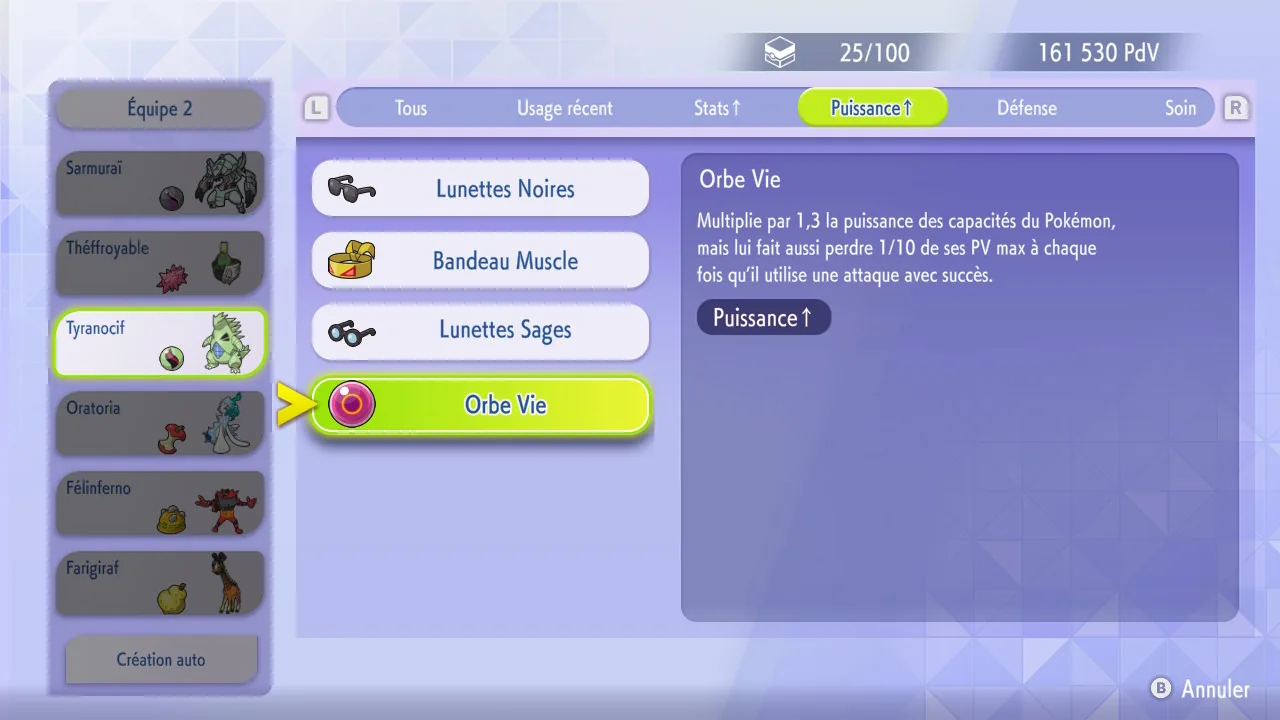 25/100
161 530 PdV
Équipe 2
L
Tous
Usage récent
Stats↑
Puissance↑
Défense
Soin
R
Sarmuraï
Théffroyable
Tyranocif
Oratoria
Félinferno
Farigiraf
Création auto
Lunettes Noires
Bandeau Muscle
Lunettes Sages
Orbe Vie
Orbe Vie
Multiplie par 1,3 la puissance des capacités du Pokémon,
mais lui fait aussi perdre 1/10 de ses PV max à chaque
fois qu'il utilise une attaque avec succès.
Puissance↑
B Annuler